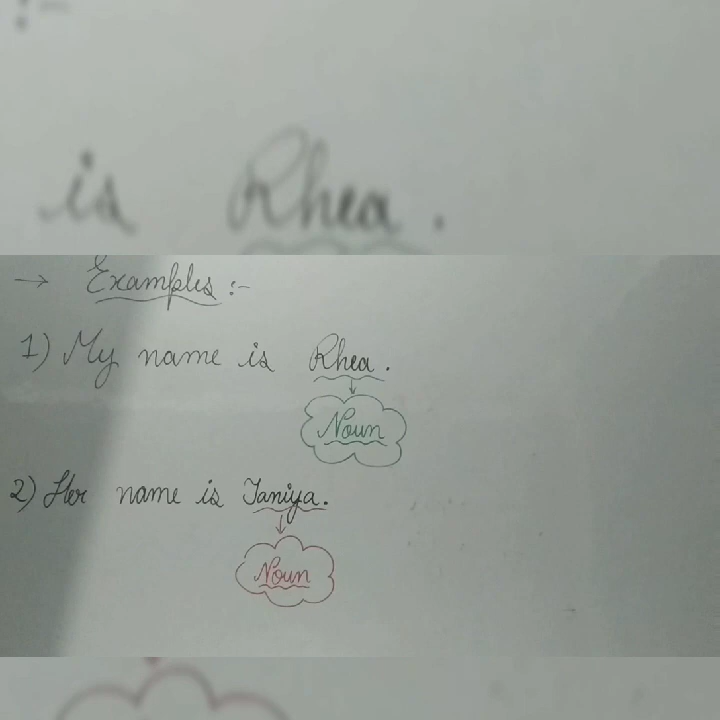 is Rhea.
→ Examples :-
1) My name is Rhea.
Noun
2) Her name is Taniya.
Noun